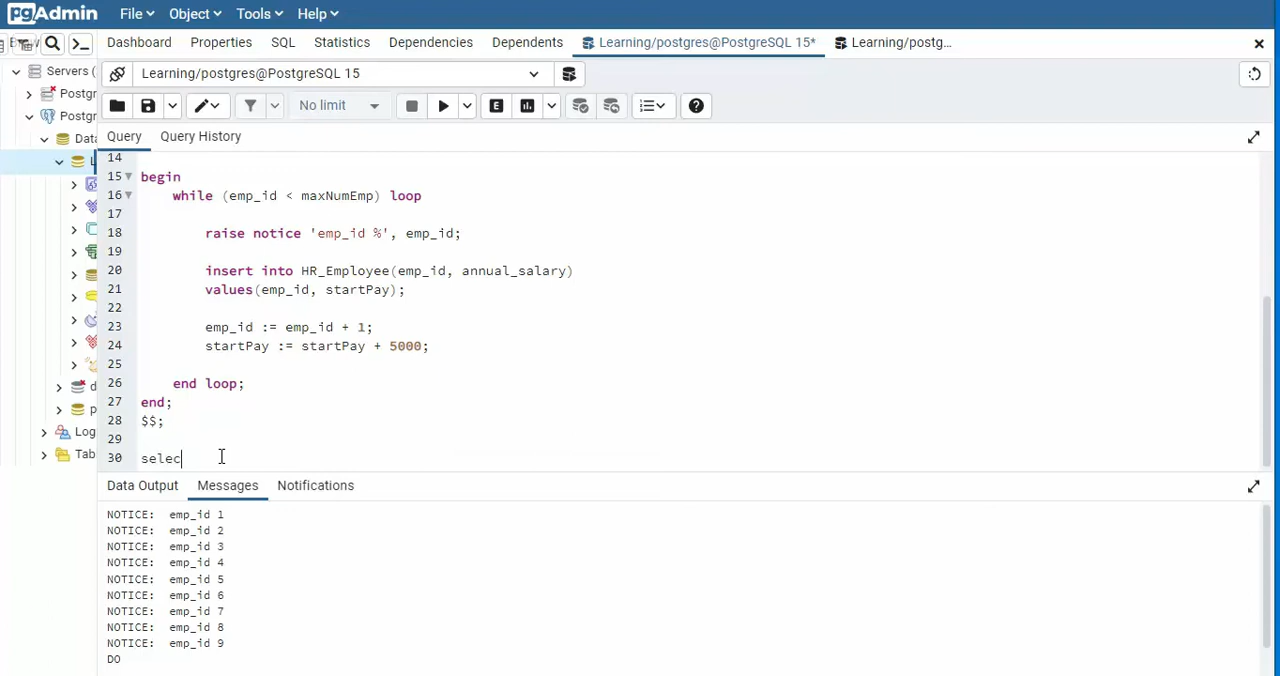 pgAdmin File Object Tools Help
Dashboard Properties SQL Statistics Dependencies Dependents Learning/postgres@PostgreSQL 15* Learning/postg...
Servers (
Learning/postgres@PostgreSQL 15
Postgr
No limit
Postgr
Query Query History
Data
14
15 begin
16 while (emp_id < maxNumEmp) loop
17
18 raise notice 'emp_id %', emp_id;
19
20 insert into HR_Employee(emp_id, annual_salary)
21 values(emp_id, startPay);
22
23 emp_id := emp_id + 1;
24 startPay := startPay + 5000;
25
26 end loop;
27 end;
28 $$;
29
30 selec
d
p
Log
Tab
Data Output Messages Notifications
NOTICE: emp_id 1
NOTICE: emp_id 2
NOTICE: emp_id 3
NOTICE: emp_id 4
NOTICE: emp_id 5
NOTICE: emp_id 6
NOTICE: emp_id 7
NOTICE: emp_id 8
NOTICE: emp_id 9
DO